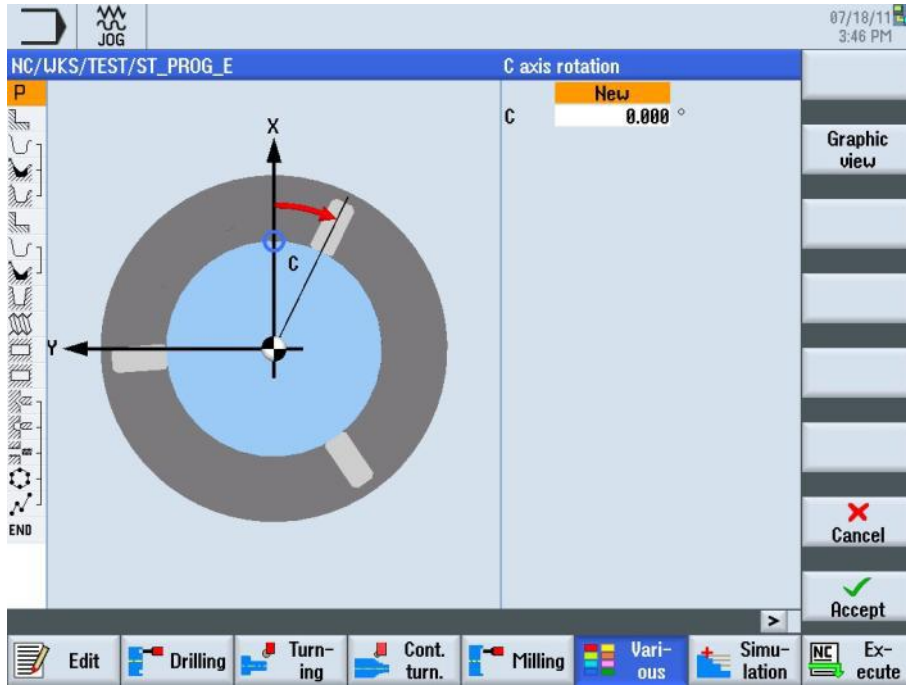 JOG
07/18/11
3:46 PM
NC/WKS/TEST/ST_PROG_E
C axis rotation
P
New
C 0.000 °
X
C
Y
END
Graphic
view
Cancel
Accept
>
Edit
Drilling
Turn-
ing
Cont.
turn.
Milling
Vari-
ous
Simu-
lation
NC
Ex-
ecute